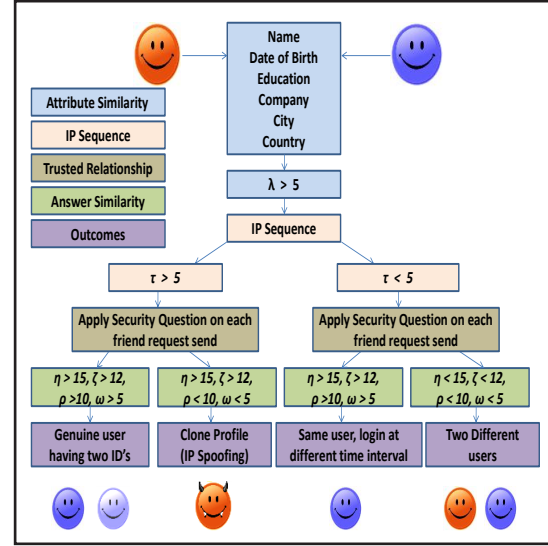 Name
Date of Birth
Education
Company
City
Country
Attribute Similarity
IP Sequence
Trusted Relationship
Answer Similarity
Outcomes
λ > 5
IP Sequence
τ > 5
τ < 5
Apply Security Question on each
friend request send
Apply Security Question on each
friend request send
η > 15, ζ > 12,
ρ >10, ω > 5
η > 15, ζ > 12,
ρ < 10, ω < 5
η > 15, ζ > 12,
ρ >10, ω > 5
η < 15, ζ < 12,
ρ < 10, ω < 5
Genuine user
having two ID's
Clone Profile
(IP Spoofing)
Same user, login at
different time interval
Two Different
users